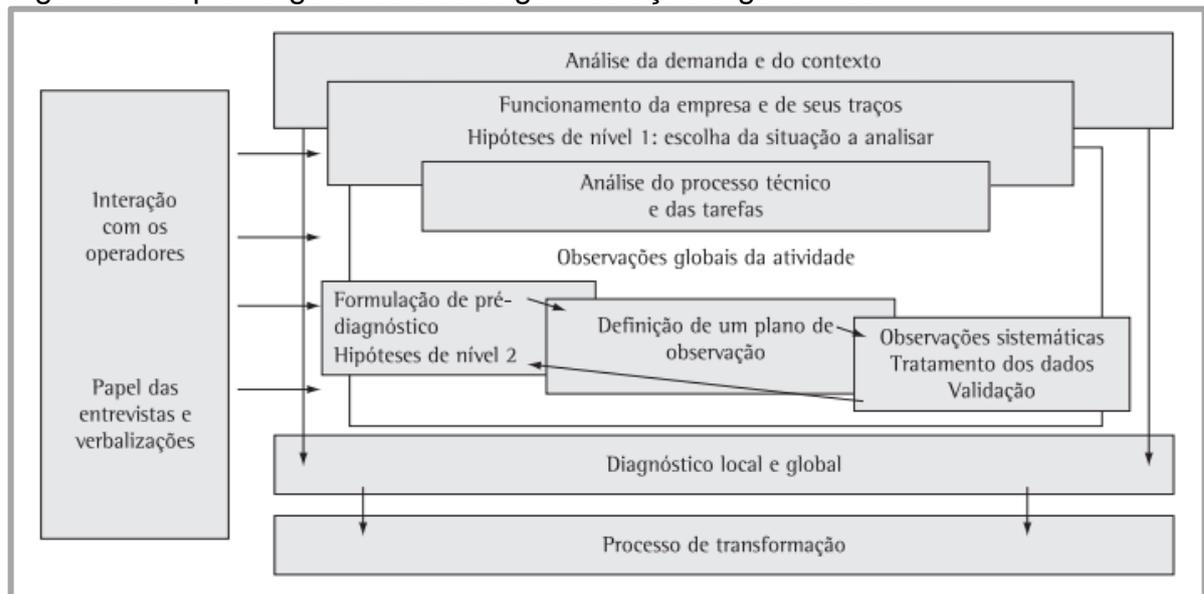 Análise da demanda e do contexto
Funcionamento da empresa e de seus traços
Hipóteses de nível 1: escolha da situação a analisar
Análise do processo técnico
e das tarefas
Interação
com os
operadores
Papel das
entrevistas e
verbalizações
Observações globais da atividade
Formulação de pré-
diagnóstico
Hipóteses de nível 2
Definição de um plano de
observação
Observações sistemáticas
Tratamento dos dados
Validação
Diagnóstico local e global
Processo de transformação